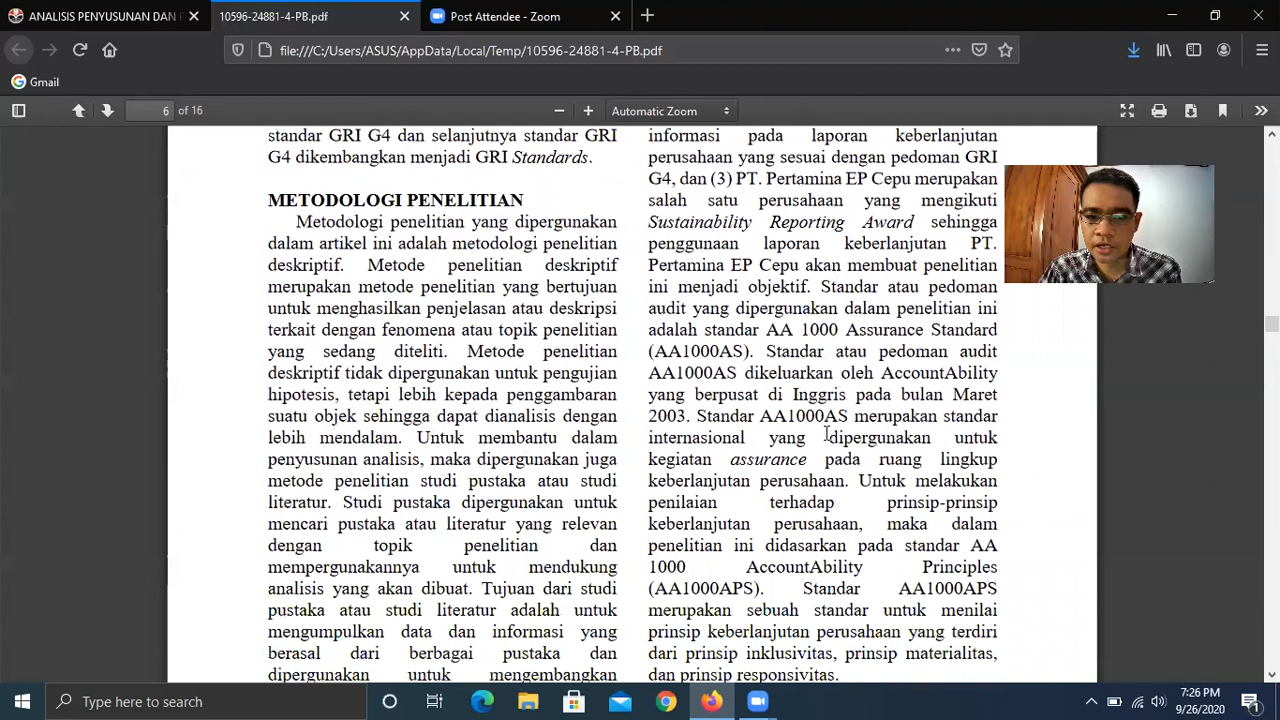 ANALISIS PENYUSUNAN DAN
10596-24881-4-PB.pdf
Post Attendee - Zoom
file:///C:/Users/ASUS/AppData/Local/Temp/10596-24881-4-PB.pdf
Gmail
6 of 16
Automatic Zoom
standar GRI G4 dan selanjutnya standar GRI
G4 dikembangkan menjadi GRI Standards.
METODOLOGI PENELITIAN
Metodologi penelitian yang dipergunakan
dalam artikel ini adalah metodologi penelitian
deskriptif. Metode penelitian deskriptif
merupakan metode penelitian yang bertujuan
untuk menghasilkan penjelasan atau deskripsi
terkait dengan fenomena atau topik penelitian
yang sedang diteliti. Metode penelitian
deskriptif tidak dipergunakan untuk pengujian
hipotesis, tetapi lebih kepada penggambaran
suatu objek sehingga dapat dianalisis dengan
lebih mendalam. Untuk membantu dalam
penyusunan analisis, maka dipergunakan juga
metode penelitian studi pustaka atau studi
literatur. Studi pustaka dipergunakan untuk
mencari pustaka atau literatur yang relevan
dengan topik penelitian dan
mempergunakannya untuk mendukung
analisis yang akan dibuat. Tujuan dari studi
pustaka atau studi literatur adalah untuk
mengumpulkan data dan informasi yang
berasal dari berbagai pustaka dan
dipergunakan untuk mengembangkan
informasi pada laporan keberlanjutan
perusahaan yang sesuai dengan pedoman GRI
G4, dan (3) PT. Pertamina EP Cepu merupakan
salah satu perusahaan yang mengikuti
Sustainability Reporting Award sehingga
penggunaan laporan keberlanjutan PT.
Pertamina EP Cepu akan membuat penelitian
ini menjadi objektif. Standar atau pedoman
audit yang dipergunakan dalam penelitian ini
adalah standar AA 1000 Assurance Standard
(AA1000AS). Standar atau pedoman audit
AA1000AS dikeluarkan oleh AccountAbility
yang berpusat di Inggris pada bulan Maret
2003. Standar AA1000AS merupakan standar
internasional yang dipergunakan untuk
kegiatan assurance pada ruang lingkup
keberlanjutan perusahaan. Untuk melakukan
penilaian terhadap prinsip-prinsip
keberlanjutan perusahaan, maka dalam
penelitian ini didasarkan pada standar AA
1000 AccountAbility Principles
(AA1000APS). Standar AA1000APS
merupakan sebuah standar untuk menilai
prinsip keberlanjutan perusahaan yang terdiri
dari prinsip inklusivitas, prinsip materialitas,
dan prinsip responsivitas.
Type here to search
7:26 PM
9/26/2020